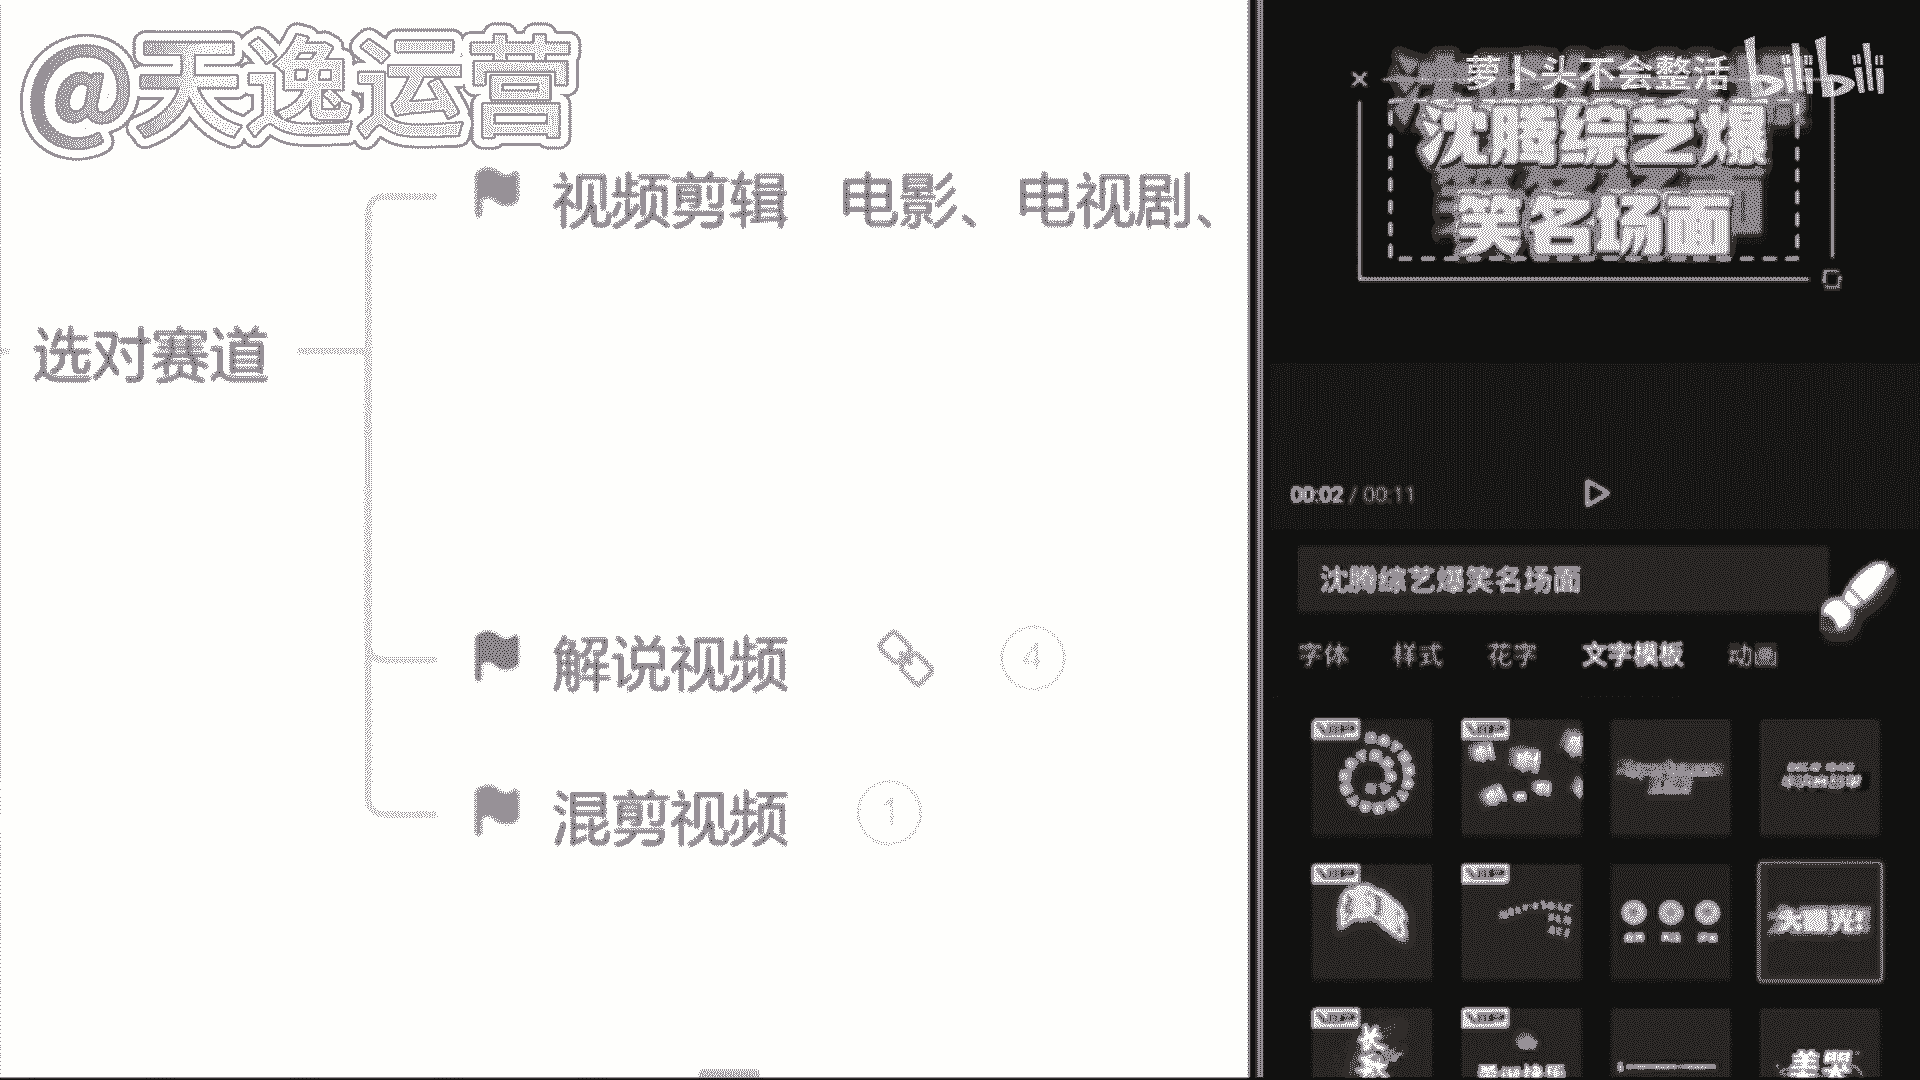 @天逸运营
视频剪辑 电影、电视剧、
选对赛道
解说视频 4
混剪视频 1
萝卜头不会整活 bilibili
沈腾综艺爆
笑名场面
00:02 / 00:11
沈腾综艺爆笑名场面
字体 样式 花字 文字模板 动画